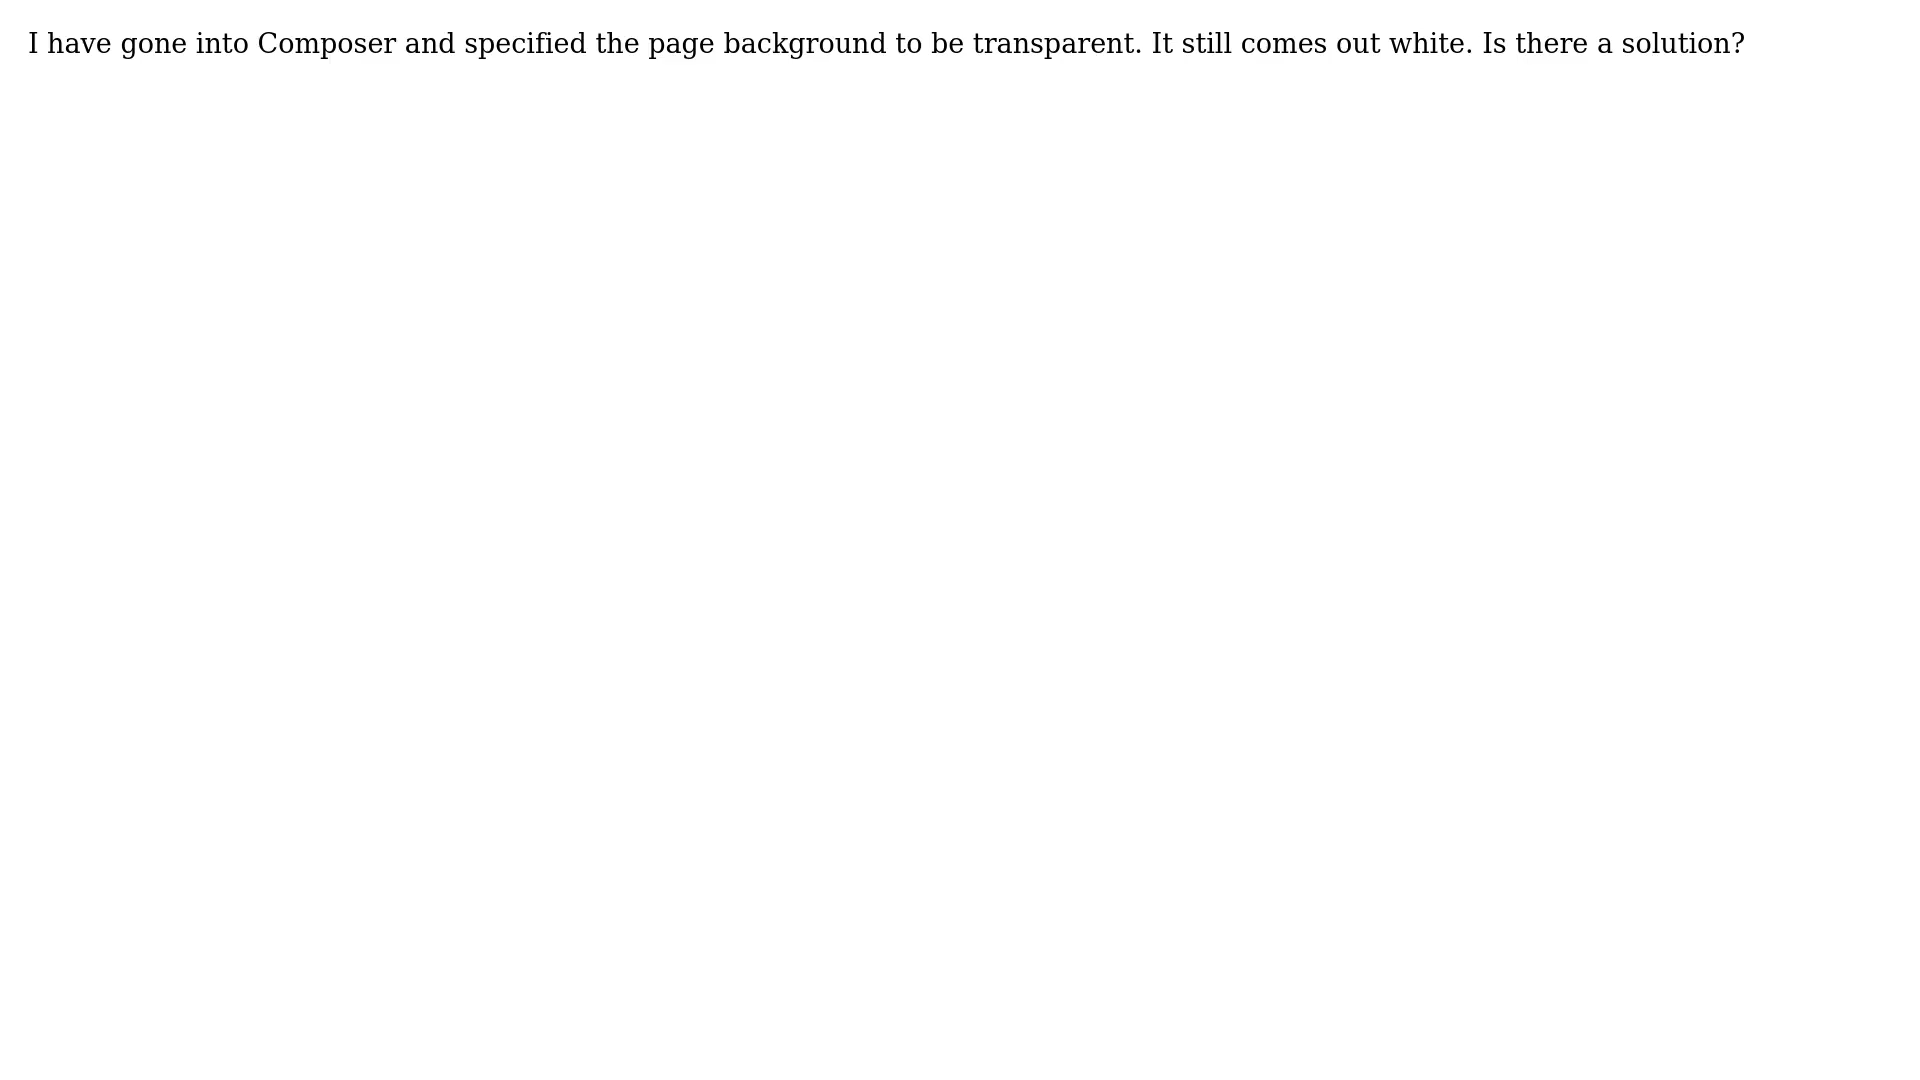 I have gone into Composer and specified the page background to be transparent. It still comes out white. Is there a solution?